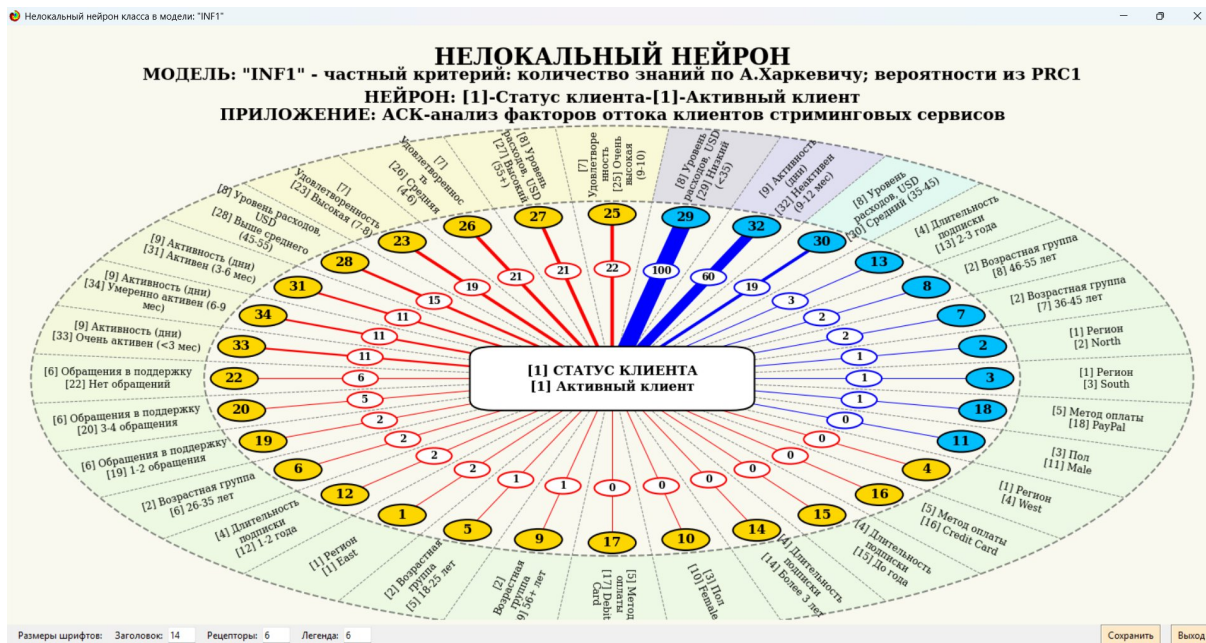 Нелокальный нейрон класса в модели: "INF1"
НЕЛОКАЛЬНЫЙ НЕЙРОН
МОДЕЛЬ: "INF1" - частный критерий: количество знаний по А.Харкевичу; вероятности из PRC1
НЕЙРОН: [1]-Статус клиента-[1]-Активный клиент
ПРИЛОЖЕНИЕ: АСК-анализ факторов оттока клиентов стриминговых сервисов
[1] СТАТУС КЛИЕНТА
[1] Активный клиент
[7]
Удовлетворе
нность
[25] Очень
высокая
(9-10)
25
22
[8] Уровень
расходов, USD
[29] Низкий
(<35)
29
100
[9] Активность
(дни)
[32] Неактивен
(9-12 мес)
32
60
[8] Уровень
расходов, USD
[30] Средний (35-45)
30
19
[4] Длительность
подписки
[13] 2-3 года
13
3
[2] Возрастная группа
[8] 46-55 лет
8
2
[2] Возрастная группа
[7] 36-45 лет
7
2
[1] Регион
[2] North
2
1
[1] Регион
[3] South
3
1
[5] Метод оплаты
[18] PayPal
18
1
[3] Пол
[11] Male
11
0
[1] Регион
[4] West
4
0
[5] Метод оплаты
[16] Credit Card
16
0
[4] Длительность
подписки
[15] До года
15
0
[4] Длительность
подписки
[14] Более 3 лет
14
0
[3] Пол
[10] Female
10
0
[5] Метод
оплаты
[17] Debit
Card
17
0
[2]
Возрастная
группа
9] 56+ лет
9
1
[2] Возрастная
группа
[5] 18-25 лет
5
1
[1] Регион
[1] East
1
2
[4] Длительность
подписки
[12] 1-2 года
12
2
[2] Возрастная группа
[6] 26-35 лет
6
2
[6] Обращения в поддержку
[19] 1-2 обращения
19
2
[6] Обращения в поддержку
[20] 3-4 обращения
20
5
[6] Обращения в поддержку
[22] Нет обращений
22
6
[9] Активность (дни)
[33] Очень активен (<3 мес)
33
11
[9] Активность (дни)
[34] Умеренно активен (6-9
мес)
34
11
[9] Активность (дни)
[31] Активен (3-6 мес)
31
11
[8] Уровень расходов,
USD
[28] Выше среднего
(45-55)
28
15
[7]
Удовлетворенность
[23] Высокая (7-8)
23
19
[7]
Удовлетвореннос
ть
[26] Средняя
(4-6)
26
21
[8] Уровень
расходов, USD
[27] Высокий
(55+)
27
21
Размеры шрифтов: Заголовок: 14 Рецепторы: 6 Легенда: 6 Сохранить Выход